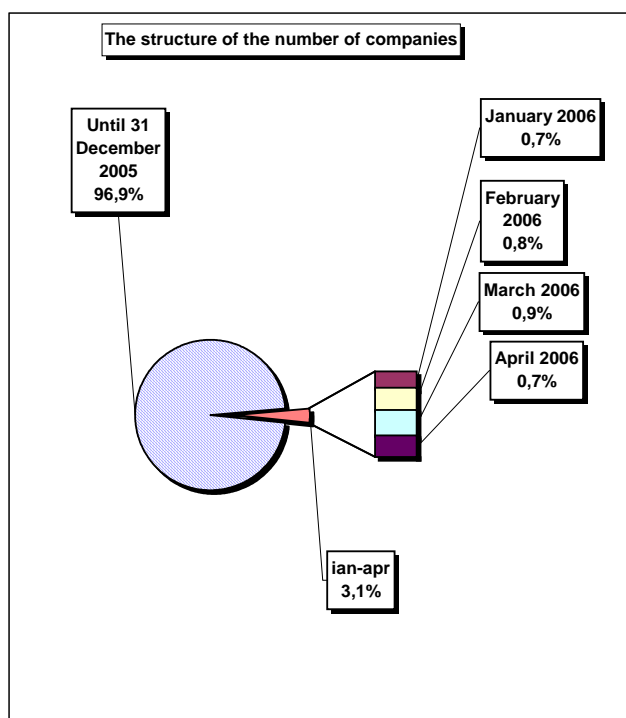 The structure of the number of companies
Until 31
December
2005
96,9%
January 2006
0,7%
February
2006
0,8%
March 2006
0,9%
April 2006
0,7%
ian-apr
3,1%